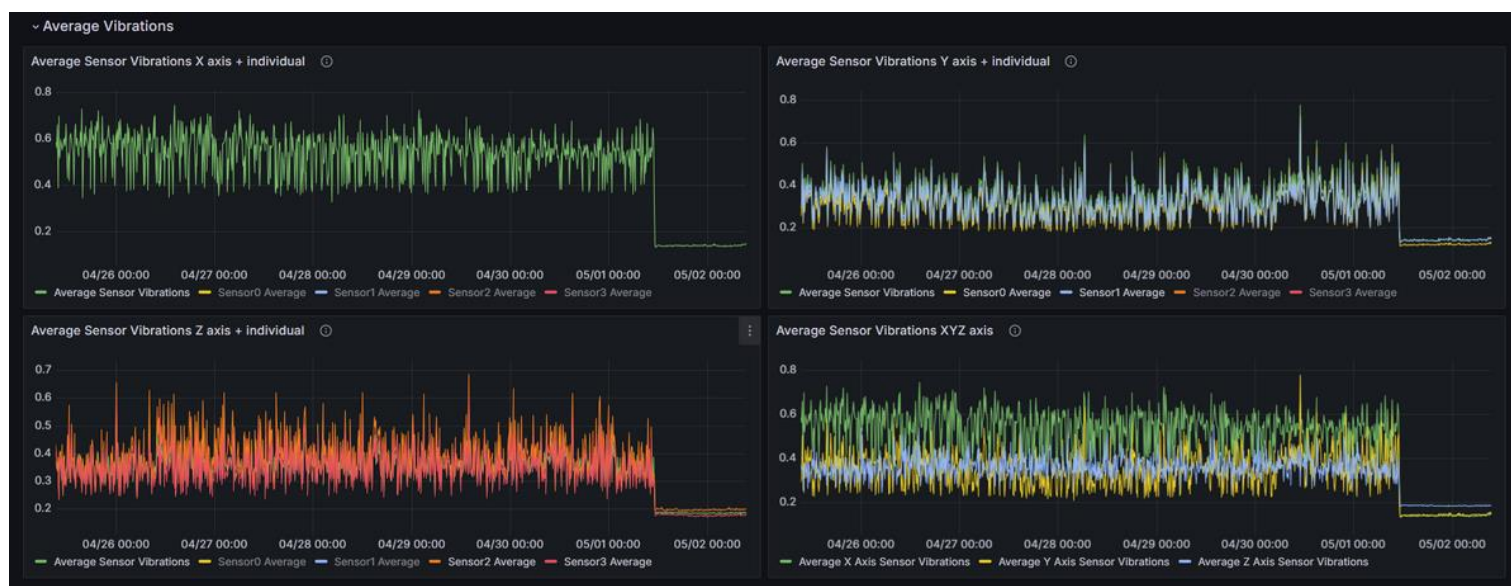 Average Vibrations
Average Sensor Vibrations X axis + individual
0.8
0.6
0.4
0.2
04/26 00:00 04/27 00:00 04/28 00:00 04/29 00:00 04/30 00:00 05/01 00:00 05/02 00:00
Average Sensor Vibrations Sensor0 Average Sensor1 Average Sensor2 Average Sensor3 Average
Average Sensor Vibrations Y axis + individual
0.8
0.6
0.4
0.2
04/26 00:00 04/27 00:00 04/28 00:00 04/29 00:00 04/30 00:00 05/01 00:00 05/02 00:00
Average Sensor Vibrations Sensor0 Average Sensor1 Average Sensor2 Average Sensor3 Average
Average Sensor Vibrations Z axis + individual
0.7
0.6
0.5
0.4
0.3
0.2
04/26 00:00 04/27 00:00 04/28 00:00 04/29 00:00 04/30 00:00 05/01 00:00 05/02 00:00
Average Sensor Vibrations Sensor0 Average Sensor1 Average Sensor2 Average Sensor3 Average
Average Sensor Vibrations XYZ axis
0.8
0.6
0.4
0.2
04/26 00:00 04/27 00:00 04/28 00:00 04/29 00:00 04/30 00:00 05/01 00:00 05/02 00:00
Average X Axis Sensor Vibrations Average Y Axis Sensor Vibrations Average Z Axis Sensor Vibrations